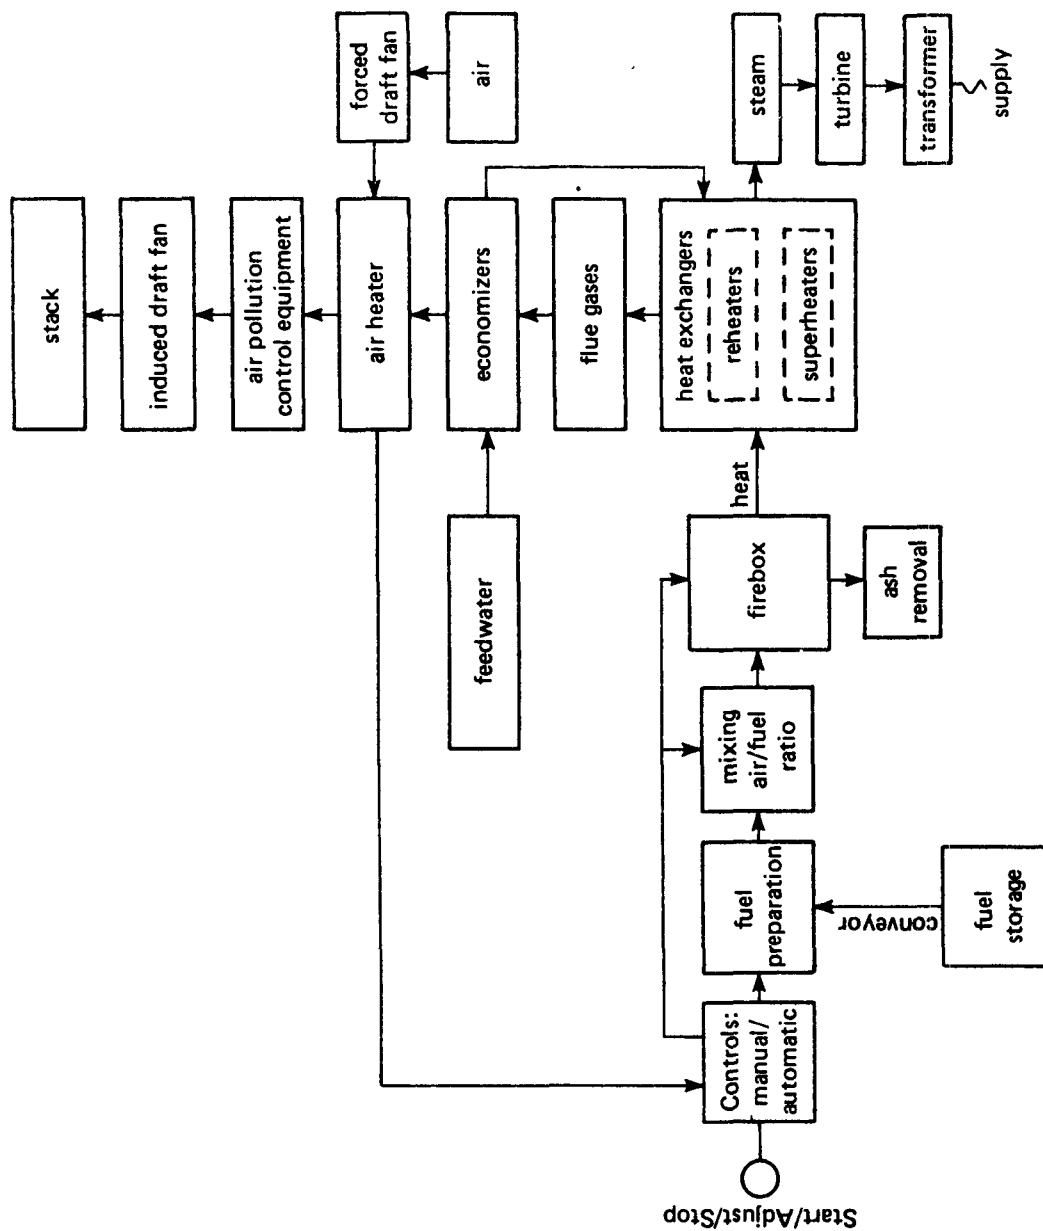 stack
induced draft fan
air pollution
control equipment
air heater
forced
draft fan
air
economizers
feedwater
flue gases
heat exchangers
reheaters
superheaters
steam
turbine
transformer
supply
heat
firebox
ash
removal
mixing
air/fuel
ratio
fuel
preparation
conveyor
fuel
storage
Controls:
manual/
automatic
Start/Adjust/Stop